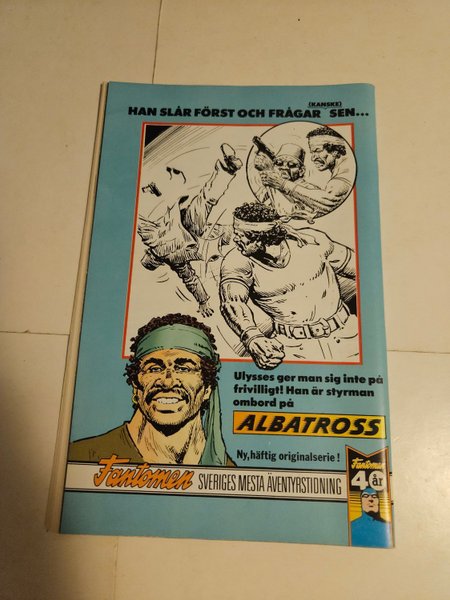 (KANSKE)
HAN SLÅR FÖRST OCH FRÅGAR SEN...
Ulysses ger man sig inte på
frivilligt! Han är styrman
ombord på
ALBATROSS
Ny, häftig originalserie!
Fantomen SVERIGES MESTA ÄVENTYRSTIDNING
Fantomen
40
år